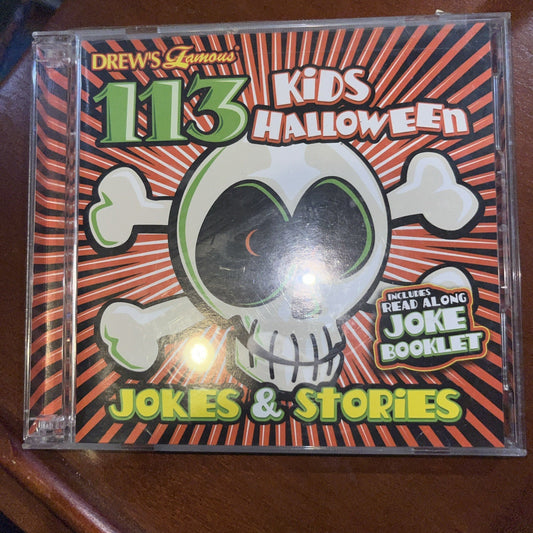 DREW'S Famous
113 KiDS
HALLOWEEN
INCLUDES
READ ALONG
JOKE
BOOKLET
JOKES & STORiES